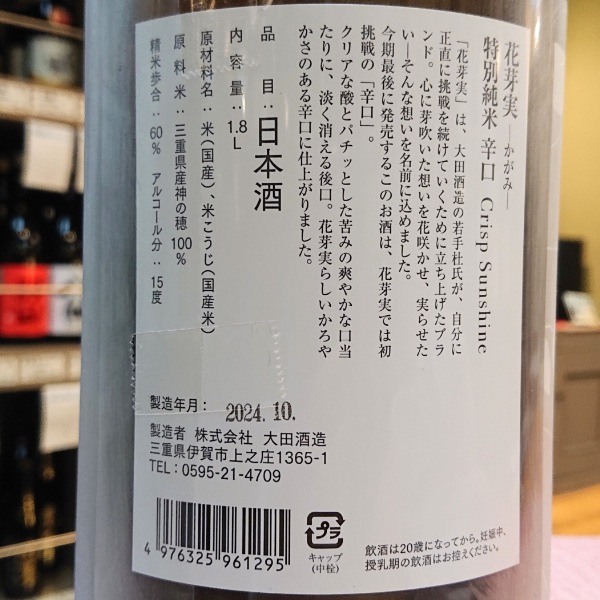 花芽実 ―かがみ―
特別純米 辛口 Crisp Sunshine
「花芽実」は、大田酒造の若手杜氏が、自分に
正直に挑戦を続けていくために立ち上げたブラ
ンド。心に芽吹いた想いを花咲かせ、実らせた
い―そんな想いを名前に込めました。
今期最後に発売するこのお酒は、花芽実では初
挑戦の「辛口」。
クリアな酸とパチッとした苦みの爽やかな口当
たりに、淡く消える後口。花芽実らしいかろや
かさのある辛口に仕上がりました。
品目：日本酒
内容量：1.8L
原材料名：米(国産)、米こうじ(国産米)
原料米：三重県産神の穂100%
精米歩合：60% アルコール分：15度
製造年月： 2024.10.
製造者 株式会社 大田酒造
三重県伊賀市上之庄1365-1
TEL：0595-21-4709
4 976325 961295
プラ
キャップ
(中栓)
飲酒は20歳になってから。妊娠中、
授乳期の飲酒はお控えください。